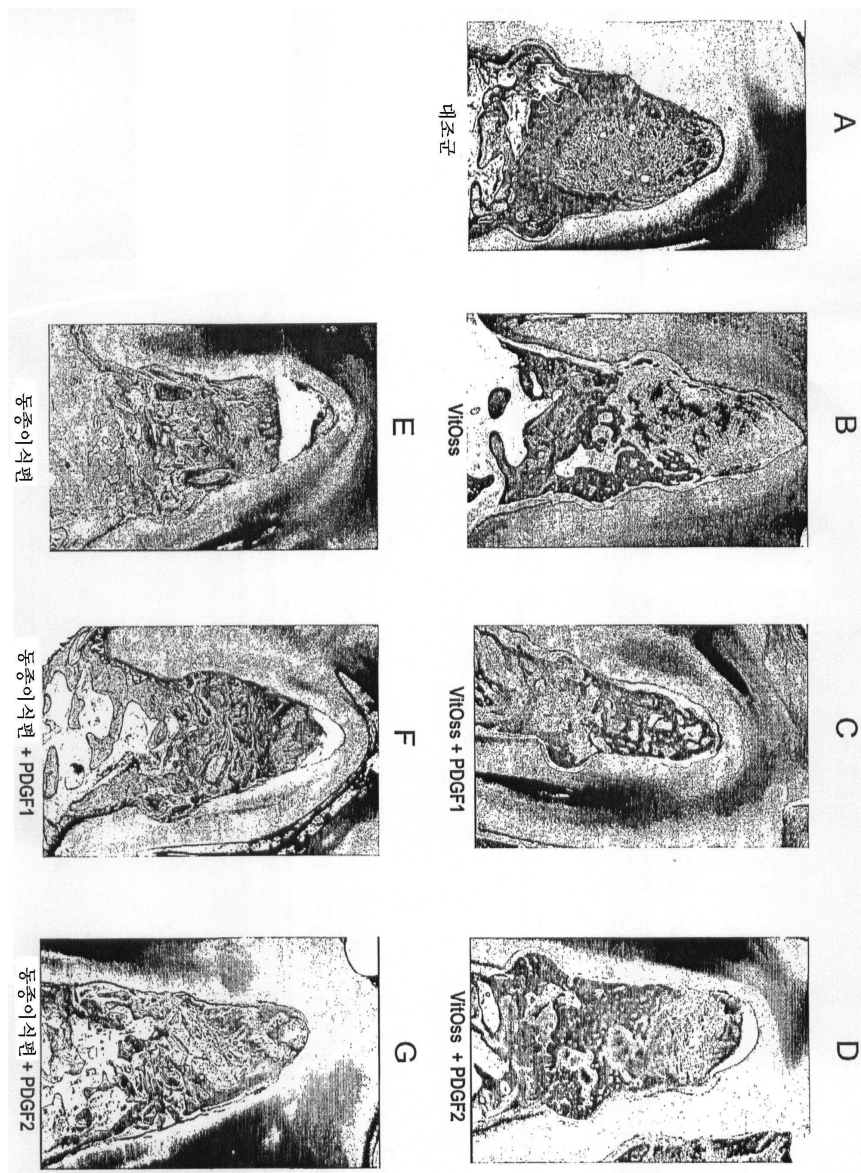 A
대조군
B
VitOss
C
VitOss + PDGF1
D
VitOss + PDGF2
E
동종이식편
F
동종이식편 + PDGF1
G
동종이식편 + PDGF2